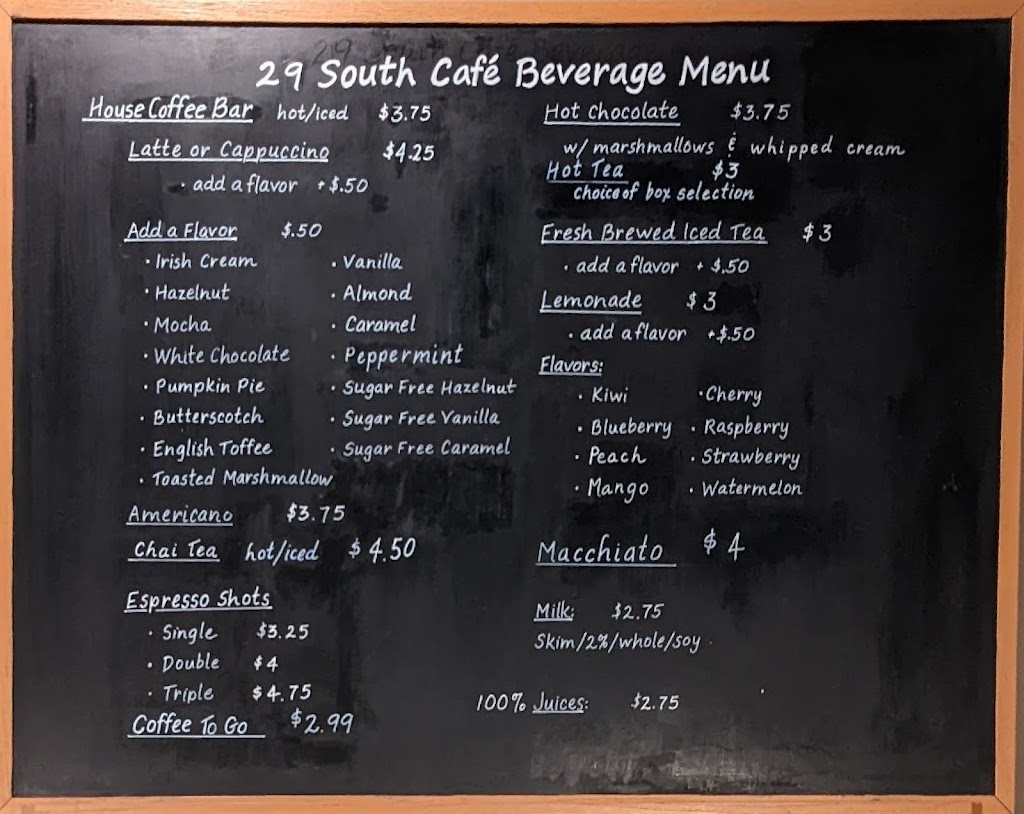 29 South Café Beverage Menu
House Coffee Bar hot/iced $3.75
Latte or Cappuccino $4.25
· add a flavor + $.50
Add a Flavor $.50
· Irish Cream
· Hazelnut
· Mocha
· White Chocolate
· Pumpkin Pie
· Butterscotch
· English Toffee
· Toasted Marshmallow
· Vanilla
· Almond
· Caramel
· Peppermint
· Sugar Free Hazelnut
· Sugar Free Vanilla
· Sugar Free Caramel
Americano $3.75
Chai Tea hot/iced $4.50
Espresso Shots
· Single $3.25
· Double $4
· Triple $4.75
Coffee To Go $2.99
Hot Chocolate $3.75
w/ marshmallows & whipped cream
Hot Tea $3
choice of box selection
Fresh Brewed Iced Tea $3
· add a flavor + $.50
Lemonade $3
· add a flavor +$.50
Flavors:
· Kiwi
· Blueberry
· Peach
· Mango
· Cherry
· Raspberry
· Strawberry
· Watermelon
Macchiato $4
Milk: $2.75
Skim/2%/whole/soy
100% Juices: $2.75